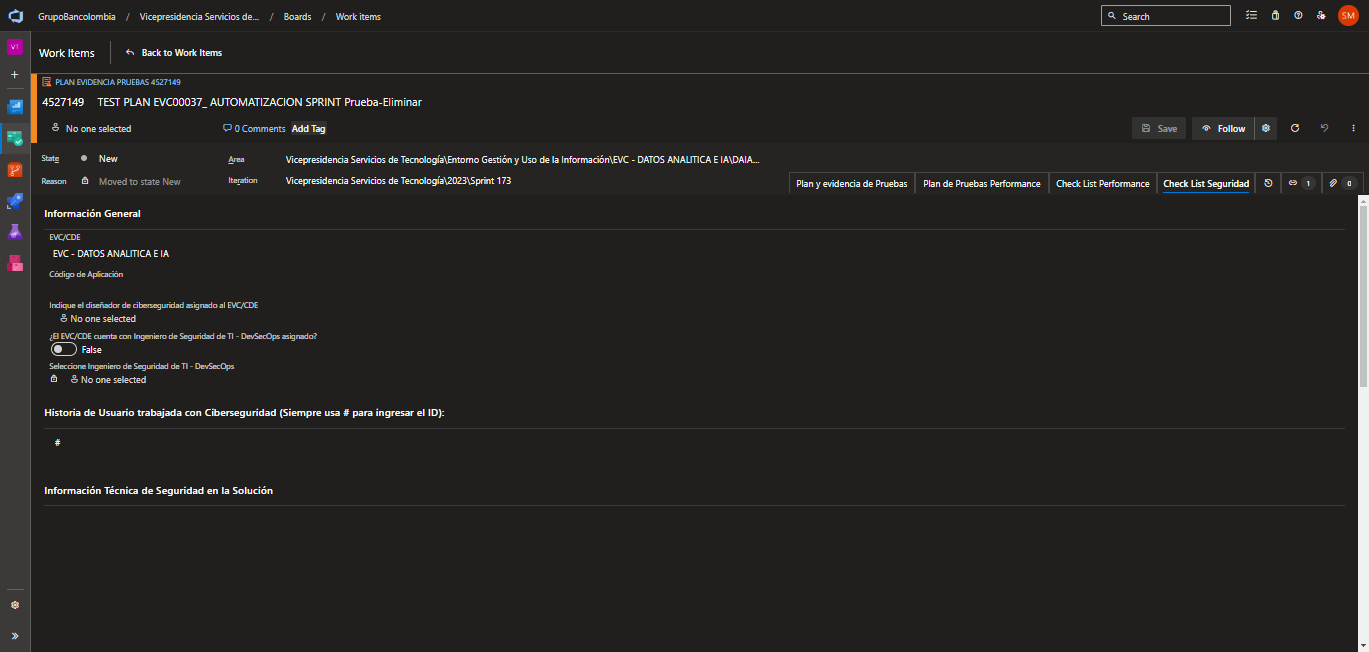 GrupoBancolombia / Vicepresidencia Servicios de... / Boards / Work items
Search
SM
VT
Work Items
Back to Work Items
PLAN EVIDENCIA PRUEBAS 4527149
4527149 TEST PLAN EVC00037_ AUTOMATIZACION SPRINT Prueba-Eliminar
No one selected
0 Comments
Add Tag
Save
Follow
State
New
Area
Vicepresidencia Servicios de Tecnología\Entorno Gestión y Uso de la Información\EVC - DATOS ANALITICA E IA\DAIA...
Reason
Moved to state New
Iteration
Vicepresidencia Servicios de Tecnología\2023\Sprint 173
Plan y evidencia de Pruebas
Plan de Pruebas Performance
Check List Performance
Check List Seguridad
1
0
Información General
EVC/CDE
EVC - DATOS ANALITICA E IA
Código de Aplicación
Indique el diseñador de ciberseguridad asignado al EVC/CDE
No one selected
¿El EVC/CDE cuenta con Ingeniero de Seguridad de TI - DevSecOps asignado?
False
Seleccione Ingeniero de Seguridad de TI - DevSecOps
No one selected
Historia de Usuario trabajada con Ciberseguridad (Siempre usa # para ingresar el ID):
#
Información Técnica de Seguridad en la Solución